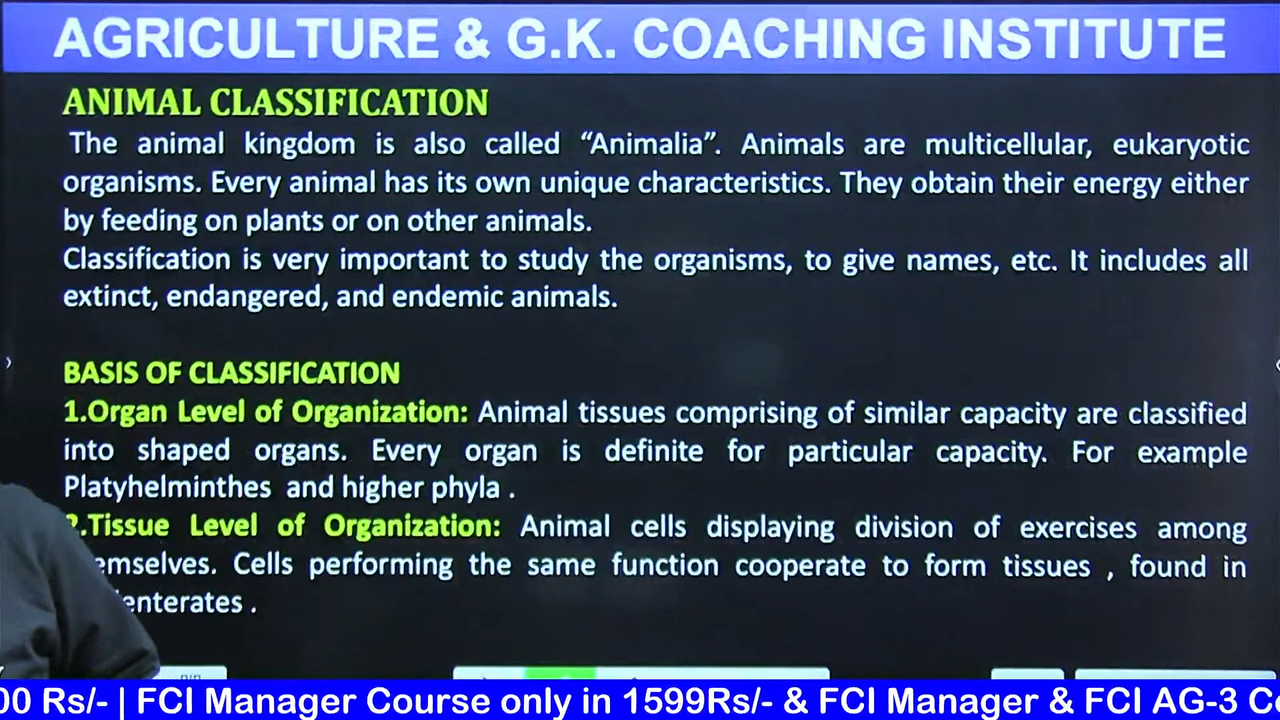 AGRICULTURE & G.K. COACHING INSTITUTE
ANIMAL CLASSIFICATION
The animal kingdom is also called “Animalia”. Animals are multicellular, eukaryotic
organisms. Every animal has its own unique characteristics. They obtain their energy either
by feeding on plants or on other animals.
Classification is very important to study the organisms, to give names, etc. It includes all
extinct, endangered, and endemic animals.
BASIS OF CLASSIFICATION
1.Organ Level of Organization: Animal tissues comprising of similar capacity are classified
into shaped organs. Every organ is definite for particular capacity. For example
Platyhelminthes and higher phyla .
2.Tissue Level of Organization: Animal cells displaying division of exercises among
emselves. Cells performing the same function cooperate to form tissues , found in
enterates .
00 Rs/- | FCI Manager Course only in 1599Rs/- & FCI Manager & FCI AG-3 C